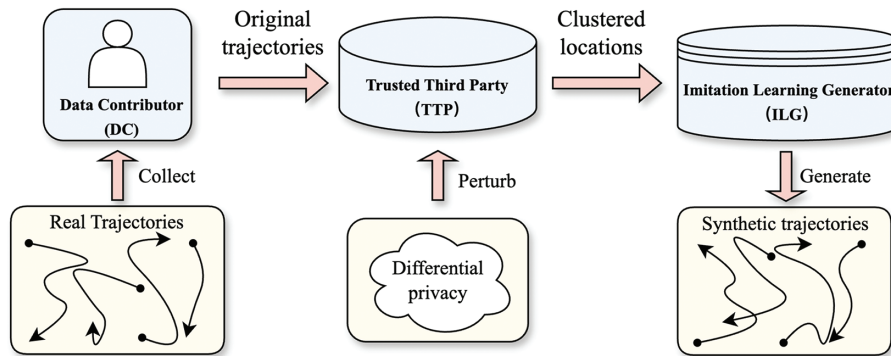 Original
trajectories
Clustered
locations
Data Contributor
(DC)
Trusted Third Party
(TTP)
Imitation Learning Generator
(ILG)
Collect
Perturb
Generate
Real Trajectories
Differential
privacy
Synthetic trajectories